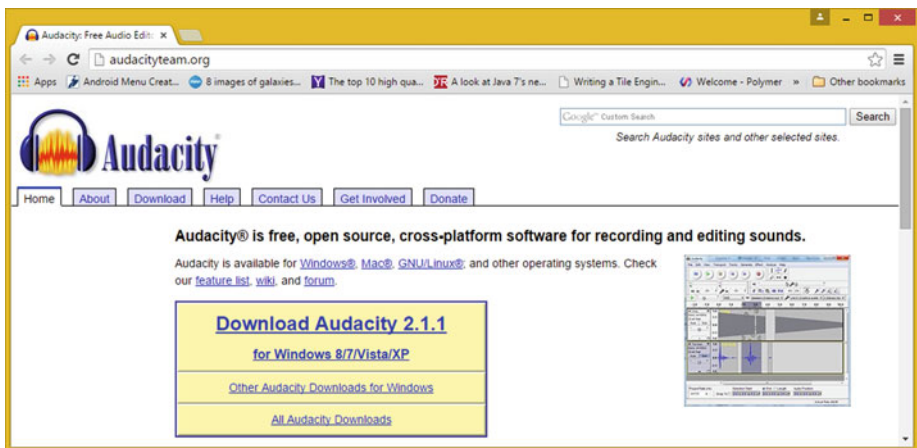 Audacity: Free Audio Edit:
audacityteam.org
Apps Android Menu Creat... 8 images of galaxies... The top 10 high qua... A look at Java 7's ne... Writing a Tile Engin... Welcome - Polymer » Other bookmarks
Google™ Custom Search Search
Search Audacity sites and other selected sites.
Audacity®
Home About Download Help Contact Us Get Involved Donate
Audacity® is free, open source, cross-platform software for recording and editing sounds.
Audacity is available for Windows®, Mac®, GNU/Linux®, and other operating systems. Check
our feature list, wiki, and forum.
Download Audacity 2.1.1
for Windows 8/7/Vista/XP
Other Audacity Downloads for Windows
All Audacity Downloads